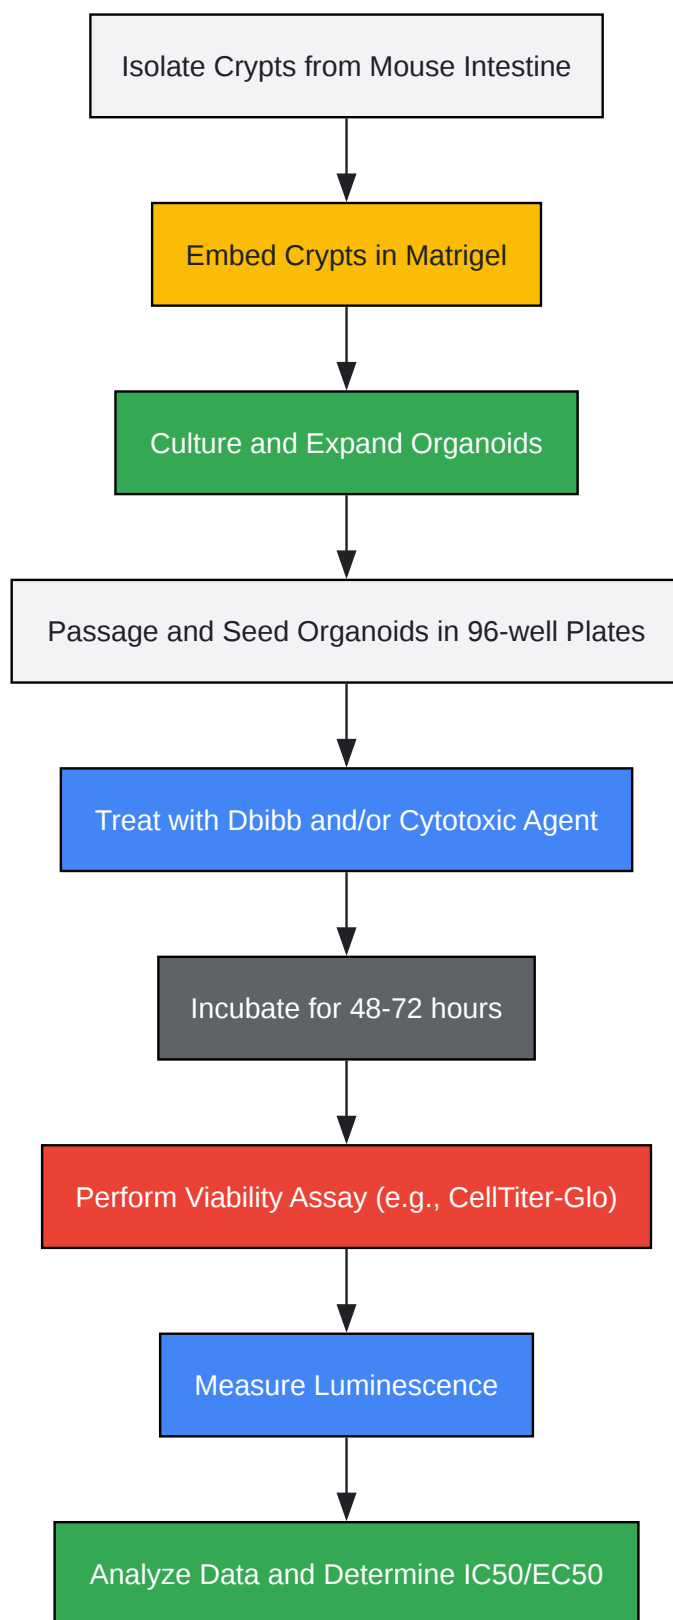 Isolate Crypts from Mouse Intestine
Embed Crypts in Matrigel
Culture and Expand Organoids
Passage and Seed Organoids in 96-well Plates
Treat with Dbibb and/or Cytotoxic Agent
Incubate for 48-72 hours
Perform Viability Assay (e.g., CellTiter-Glo)
Measure Luminescence
Analyze Data and Determine IC50/EC50